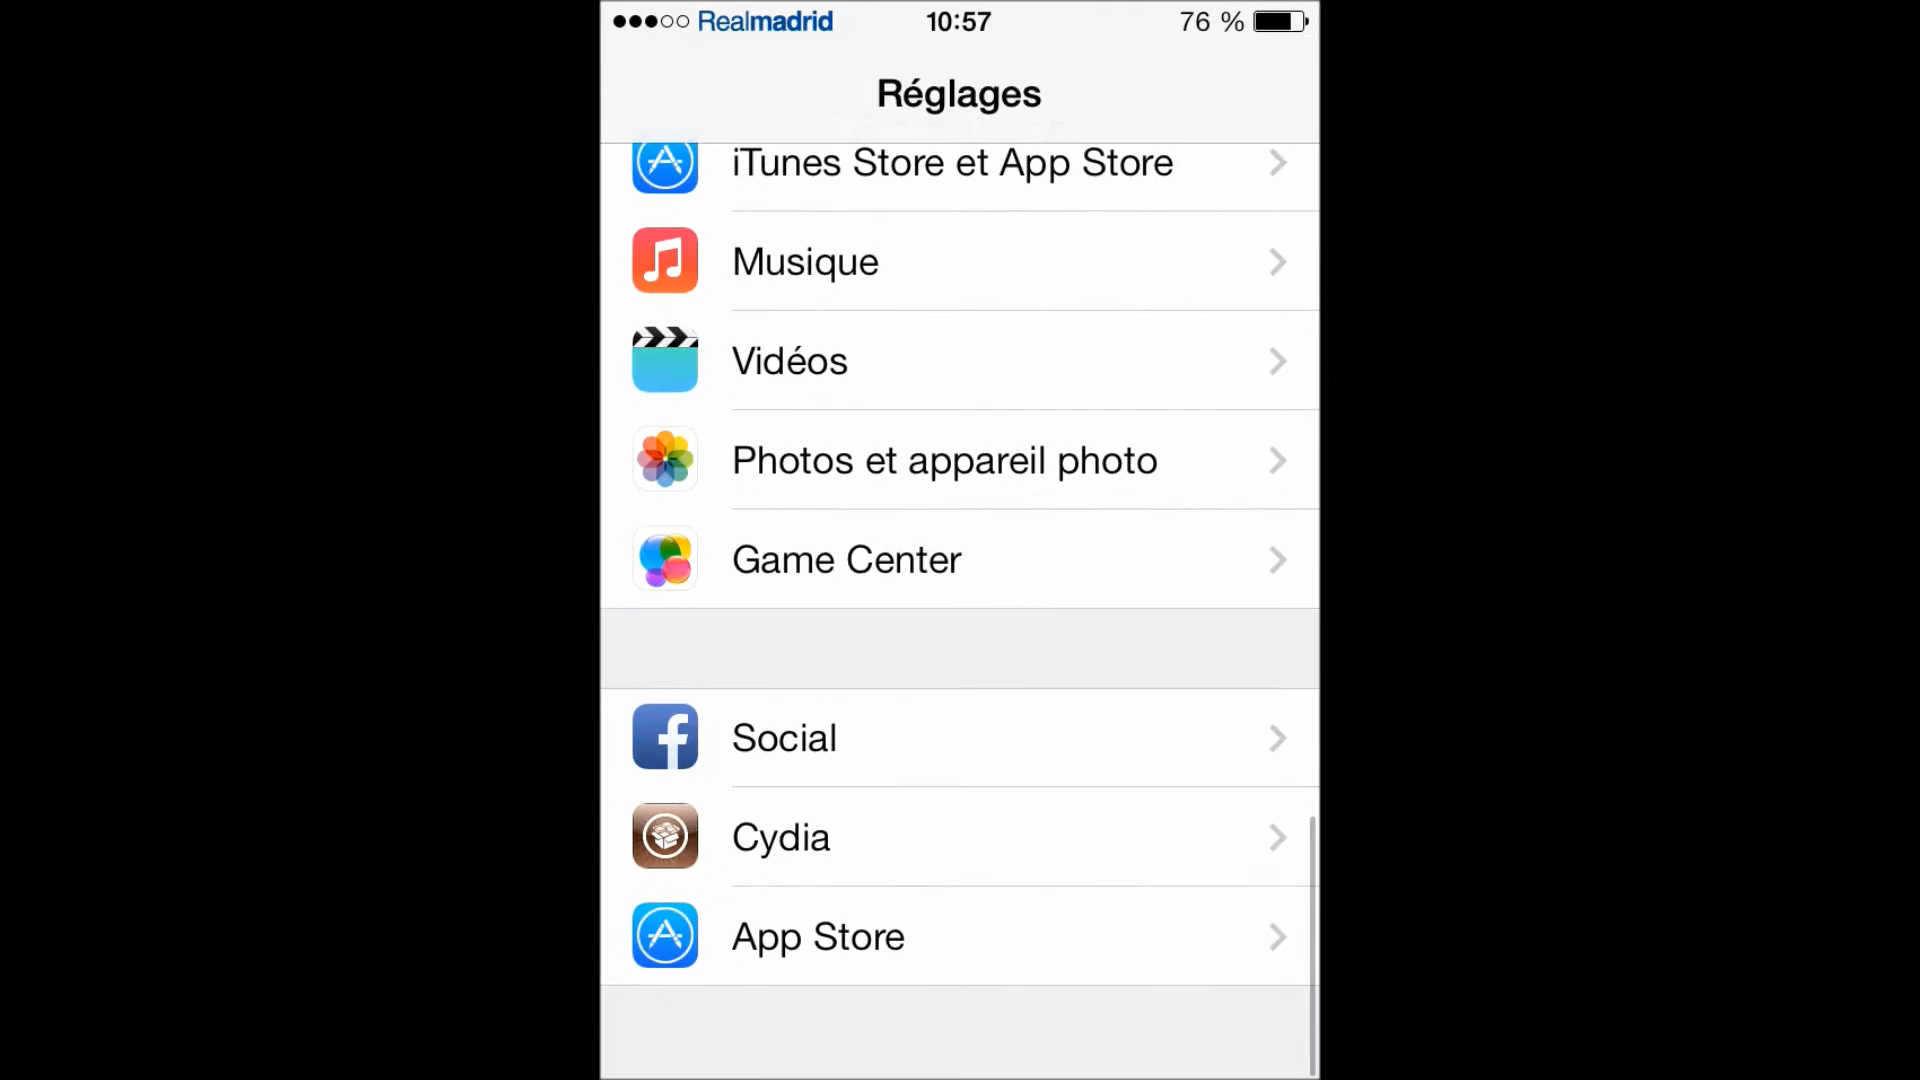 Realmadrid 10:57 76 %
Réglages
iTunes Store et App Store
Musique
Vidéos
Photos et appareil photo
Game Center
Social
Cydia
App Store